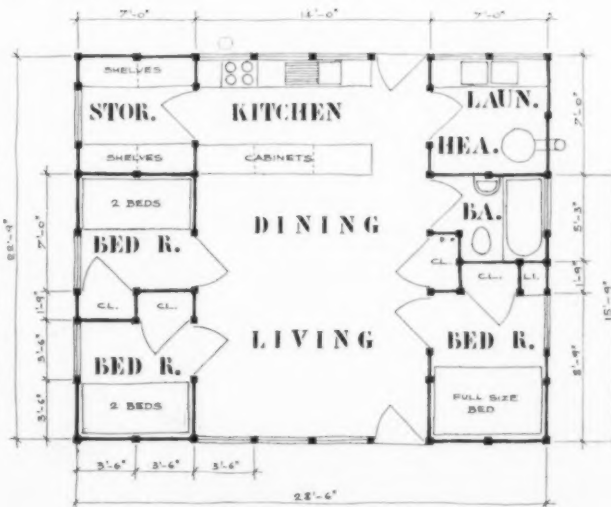 7'-0" 14'-0" 7'-0"
SHELVES
STOR. KITCHEN LAUN.
HEA.
SHELVES CABINETS
2 BEDS
BA.
DINING
BED R.
CL.
CL. CL. CL. L.I.
LIVING
BED R. BED R.
2 BEDS
FULL SIZE
BED
22'-9"
7'-0"
1'-9"
3'-6"
3'-6"
7'-0"
5'-3"
1'-9"
8'-9"
15'-9"
3'-6" 3'-6" 3'-6"
28'-6"